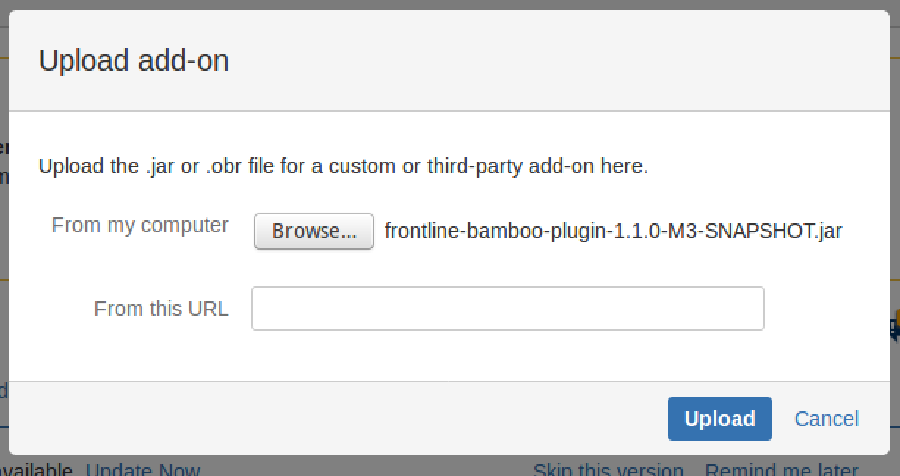 Upload add-on
Upload the .jar or .obr file for a custom or third-party add-on here.
From my computer Browse... frontline-bamboo-plugin-1.1.0-M3-SNAPSHOT.jar
From this URL
Upload Cancel
Update Now Skip this version Remind me later